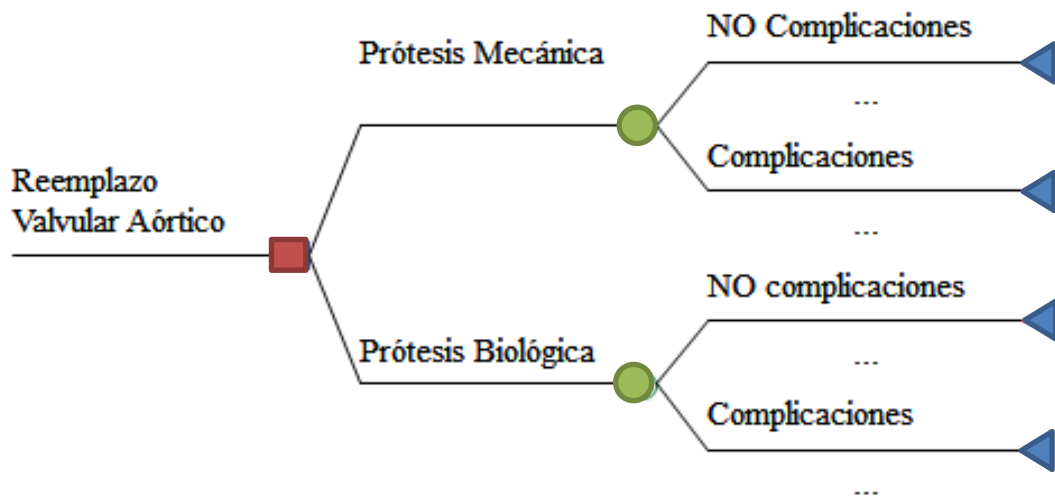 NO Complicaciones
Prótesis Mecánica
---
Complicaciones
Reemplazo
Valvular Aórtico
---
NO complicaciones
Prótesis Biológica
---
Complicaciones
---